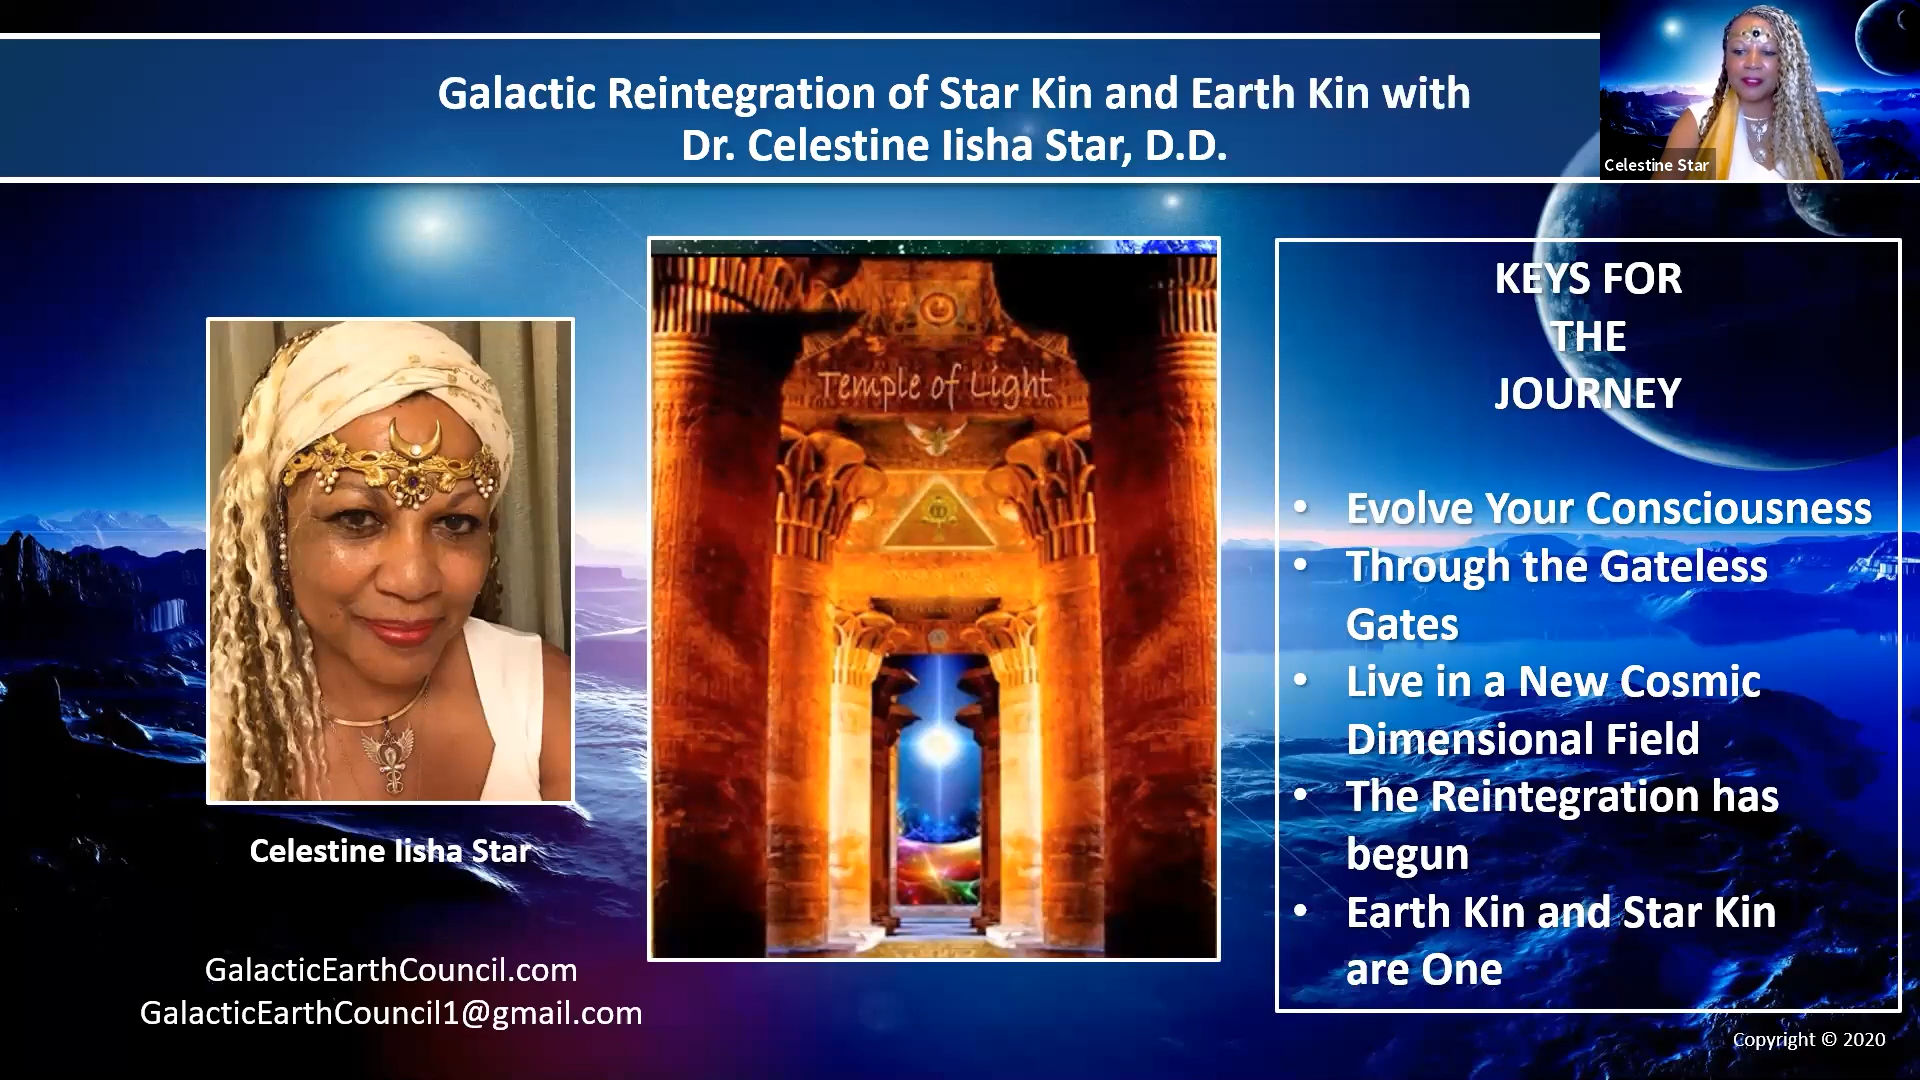 Galactic Reintegration of Star Kin and Earth Kin with
Dr. Celestine Iisha Star, D.D.
Celestine Star
Temple of Light
Celestine Iisha Star
GalacticEarthCouncil.com
GalacticEarthCouncil1@gmail.com
KEYS FOR
THE
JOURNEY
• Evolve Your Consciousness
• Through the Gateless
Gates
• Live in a New Cosmic
Dimensional Field
• The Reintegration has
begun
• Earth Kin and Star Kin
are One
Copyright © 2020